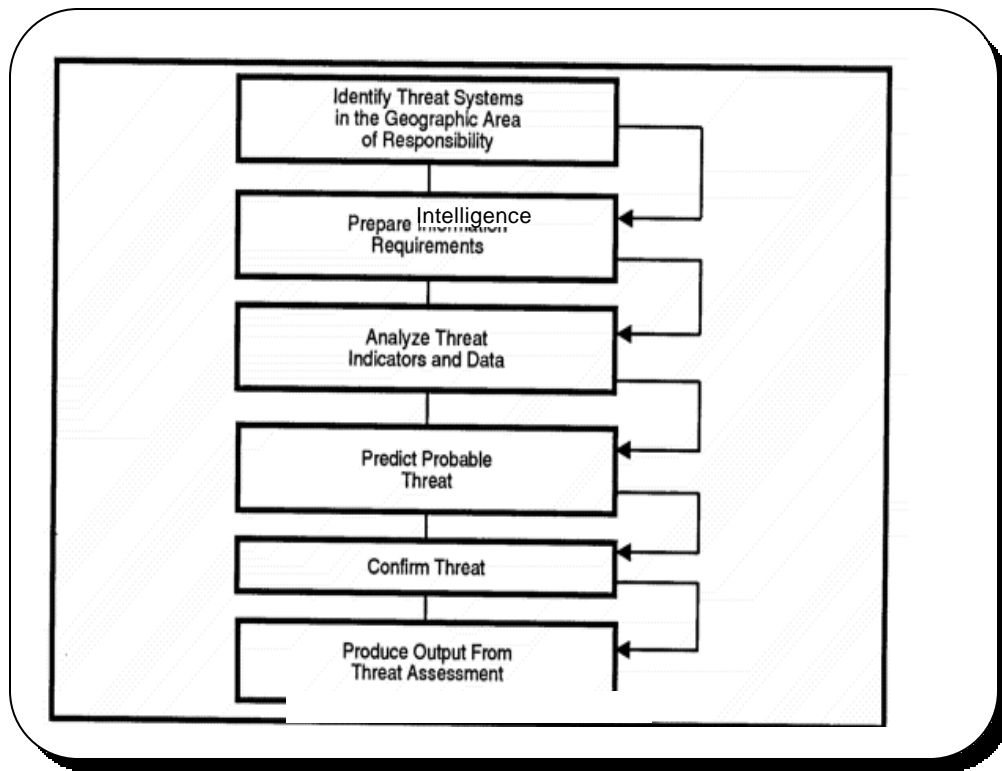 Identify Threat Systems
in the Geographic Area
of Responsibility
Prepare Intelligence
Requirements
Analyze Threat
Indicators and Data
Predict Probable
Threat
Confirm Threat
Produce Output From
Threat Assessment